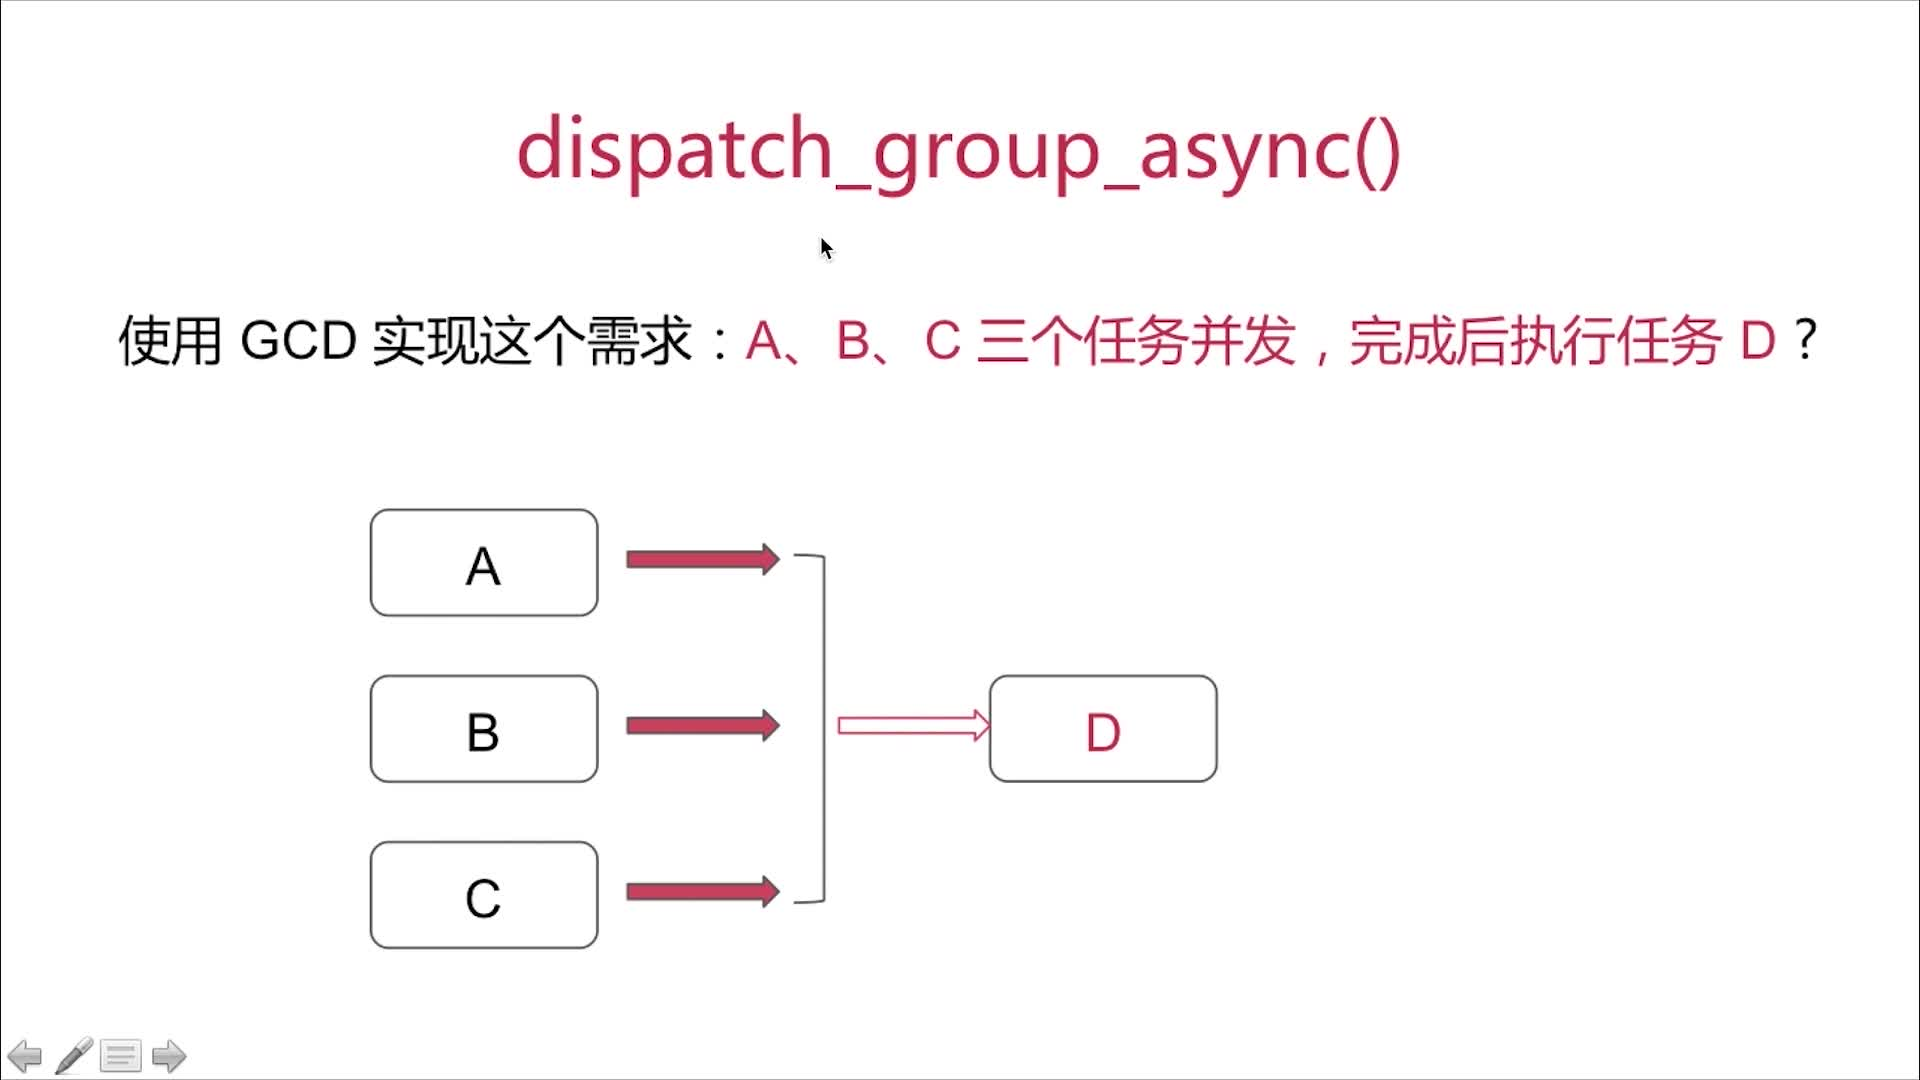 dispatch_group_async()
使用 GCD 实现这个需求：A、B、C 三个任务并发，完成后执行任务 D？
A
B
D
C